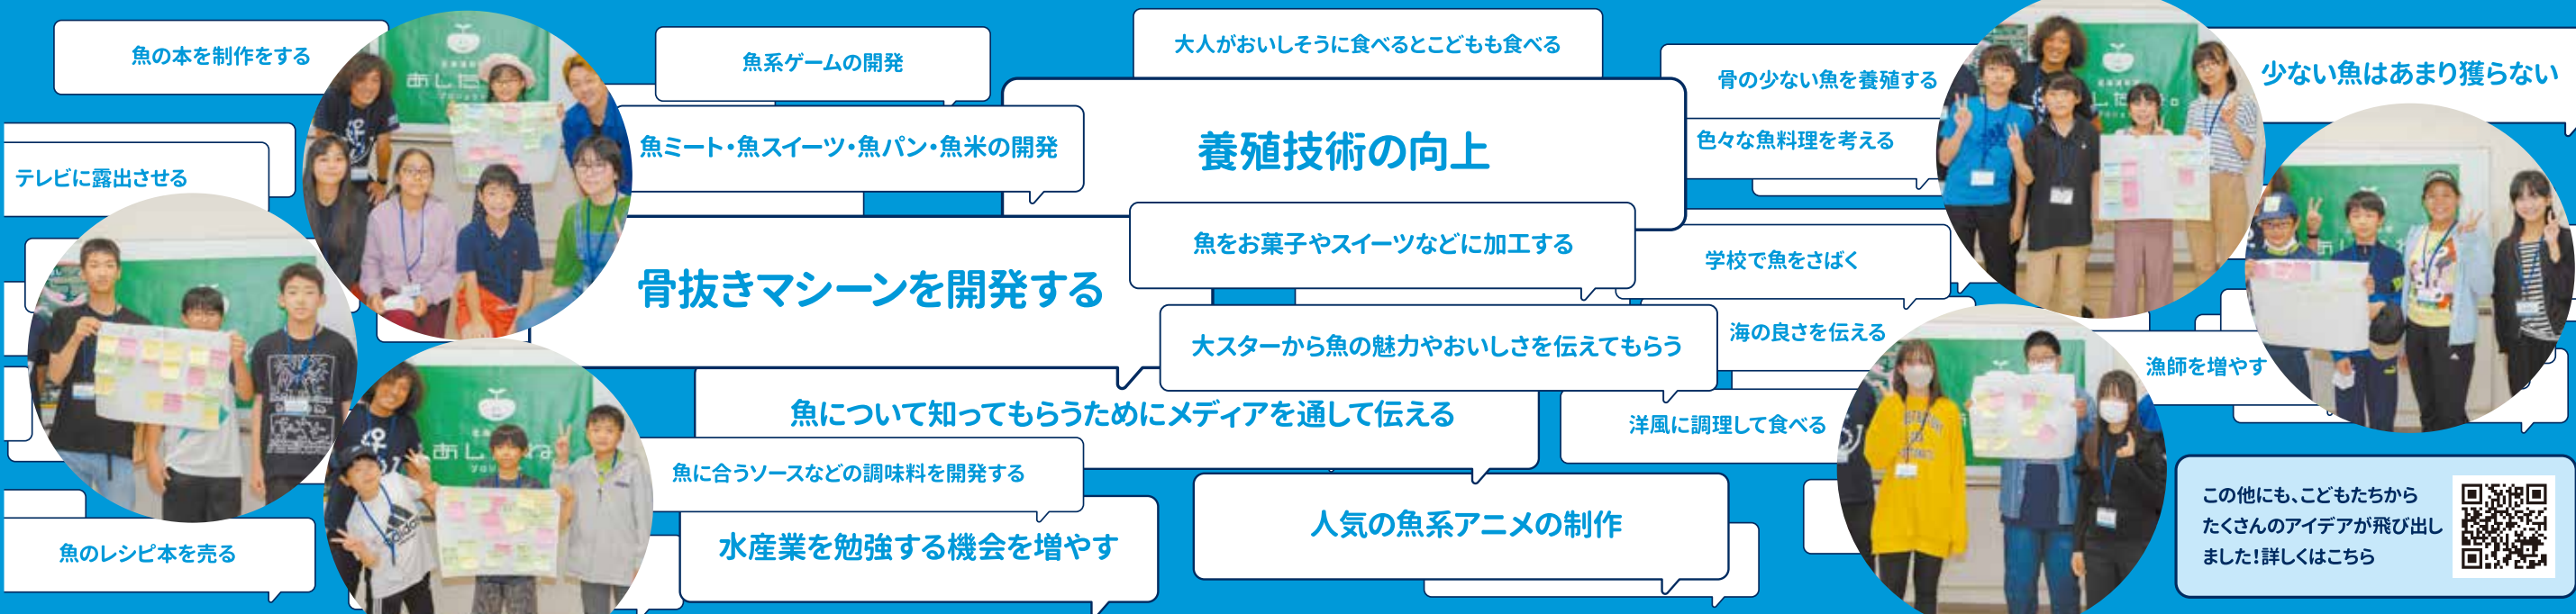 魚の本を制作をする
テレビに露出させる
魚のレシピ本を売る
魚系ゲームの開発
魚ミート・魚スイーツ・魚パン・魚米の開発
骨抜きマシーンを開発する
大人がおいしそうに食べるとこどもも食べる
養殖技術の向上
魚をお菓子やスイーツなどに加工する
大スターから魚の魅力やおいしさを伝えてもらう
魚について知ってもらうためにメディアを通して伝える
魚に合うソースなどの調味料を開発する
水産業を勉強する機会を増やす
人気の魚系アニメの制作
骨の少ない魚を養殖する
色々な魚料理を考える
学校で魚をさばく
海の良さを伝える
洋風に調理して食べる
少ない魚はあまり獲らない
漁師を増やす
この他にも、こどもたちから
たくさんのアイデアが飛び出し
ました！詳しくはこちら